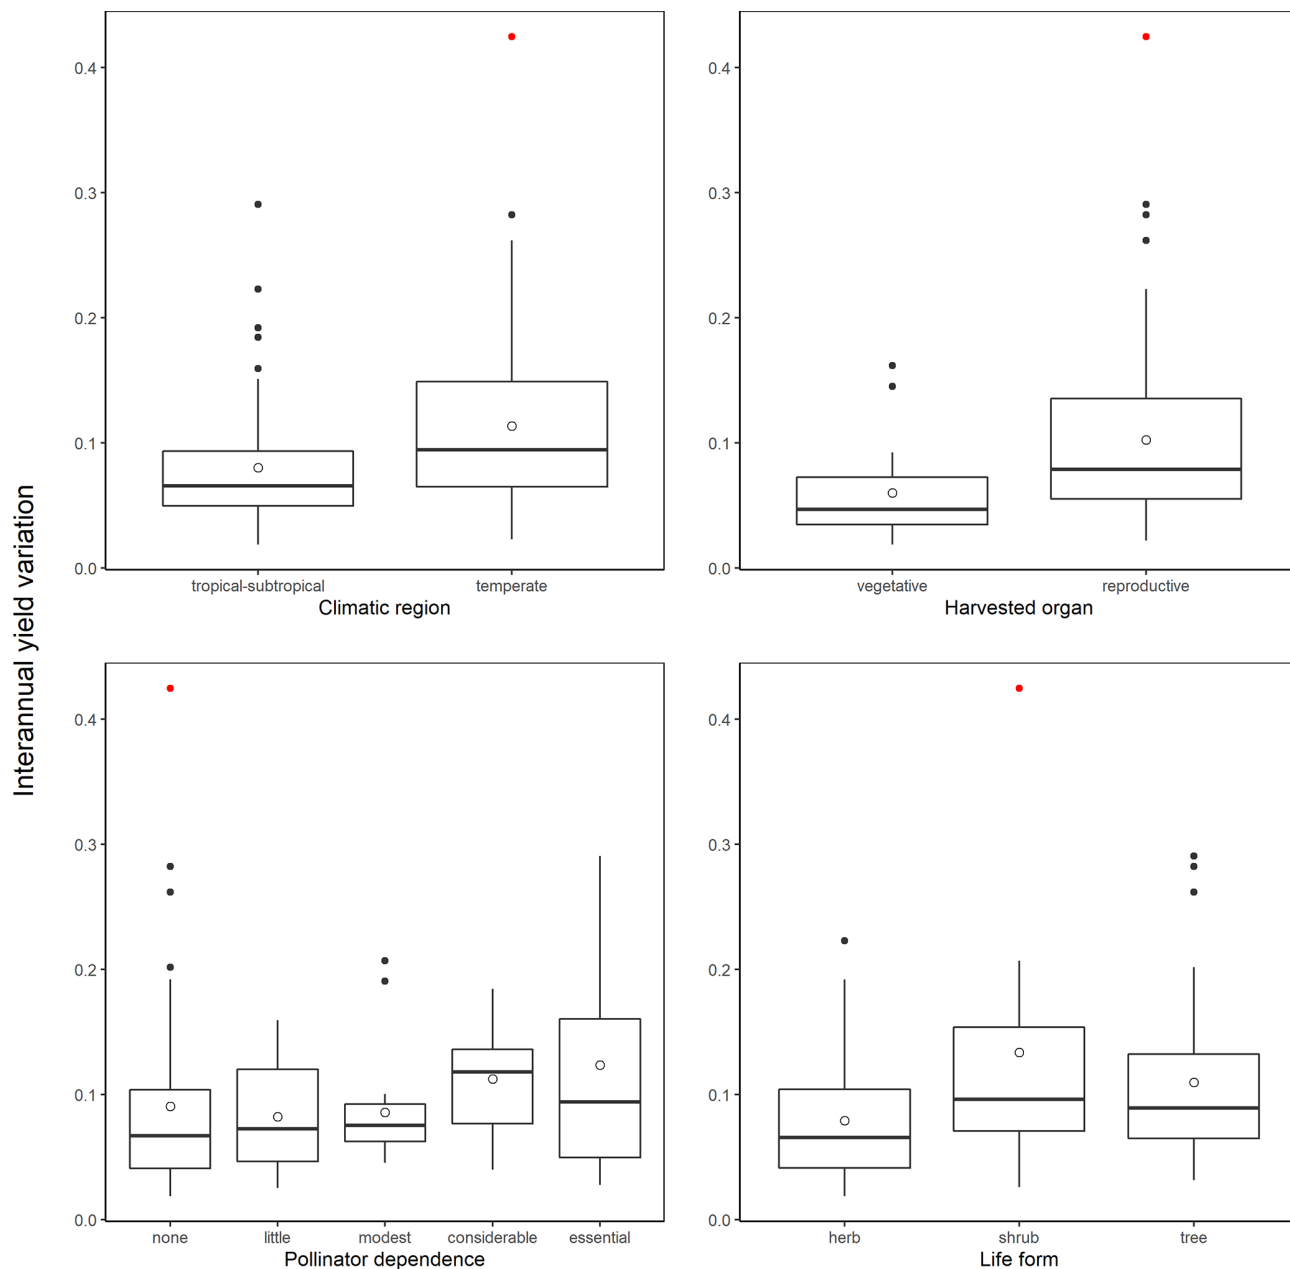 Interannual yield variation
0.4
0.3
0.2
0.1
0.0
tropical-subtropical temperate
Climatic region
0.4
0.3
0.2
0.1
0.0
vegetative reproductive
Harvested organ
0.4
0.3
0.2
0.1
0.0
none little modest considerable essential
Pollinator dependence
0.4
0.3
0.2
0.1
0.0
herb shrub tree
Life form